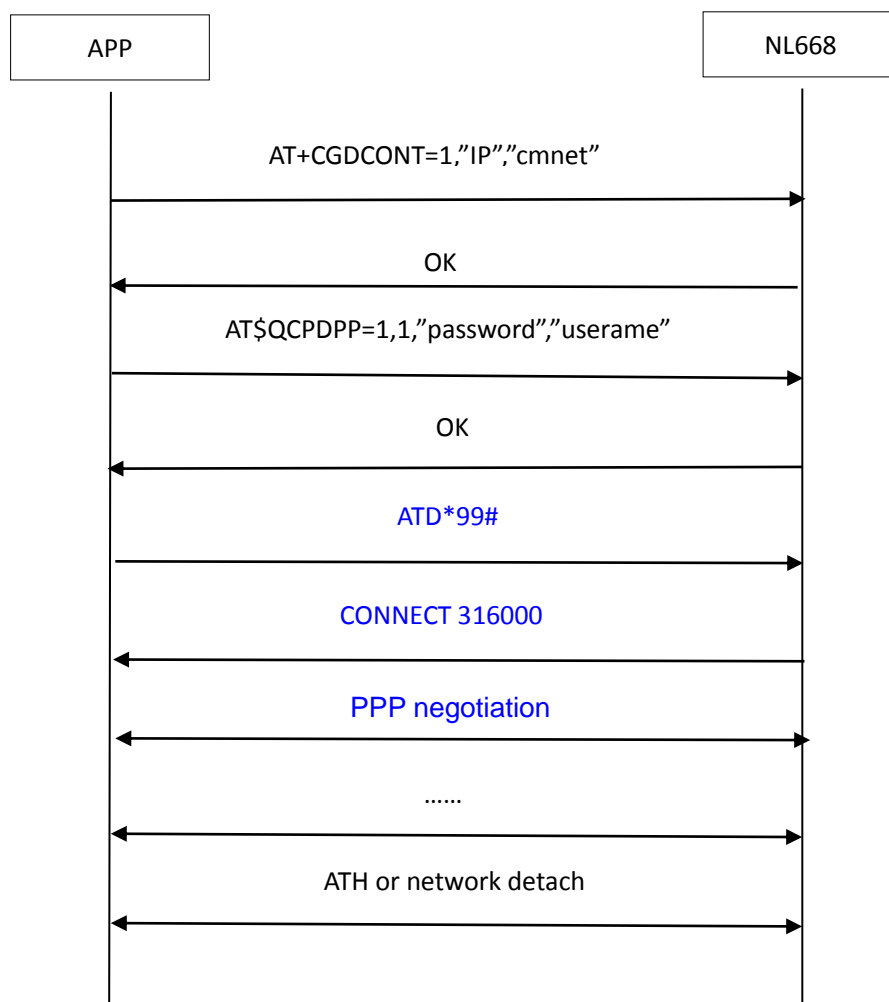 APP
NL668
AT+CGDCONT=1,”IP”,”cmnet”
OK
AT$QCPDPP=1,1,”password”,”userame”
OK
ATD*99#
CONNECT 316000
PPP negotiation
……
ATH or network detach